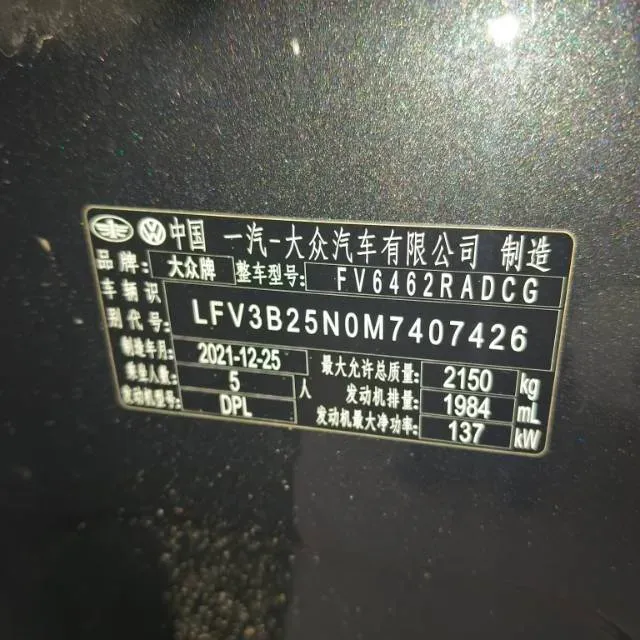 中国 一汽-大众汽车有限公司 制造
品牌: 大众牌 整车型号: FV6462RADCG
车辆识别代号: LFV3B25N0M7407426
制造年月: 2021-12-25 最大允许总质量: 2150 kg
乘坐人数: 5 人 发动机排量: 1984 mL
发动机型号: DPL 发动机最大净功率: 137 kW